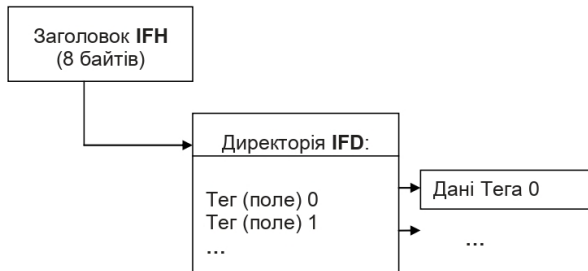 Заголовок IFH
(8 байтів)
Директорія IFD:
Тег (поле) 0
Тег (поле) 1
...
Дані Тега 0
...